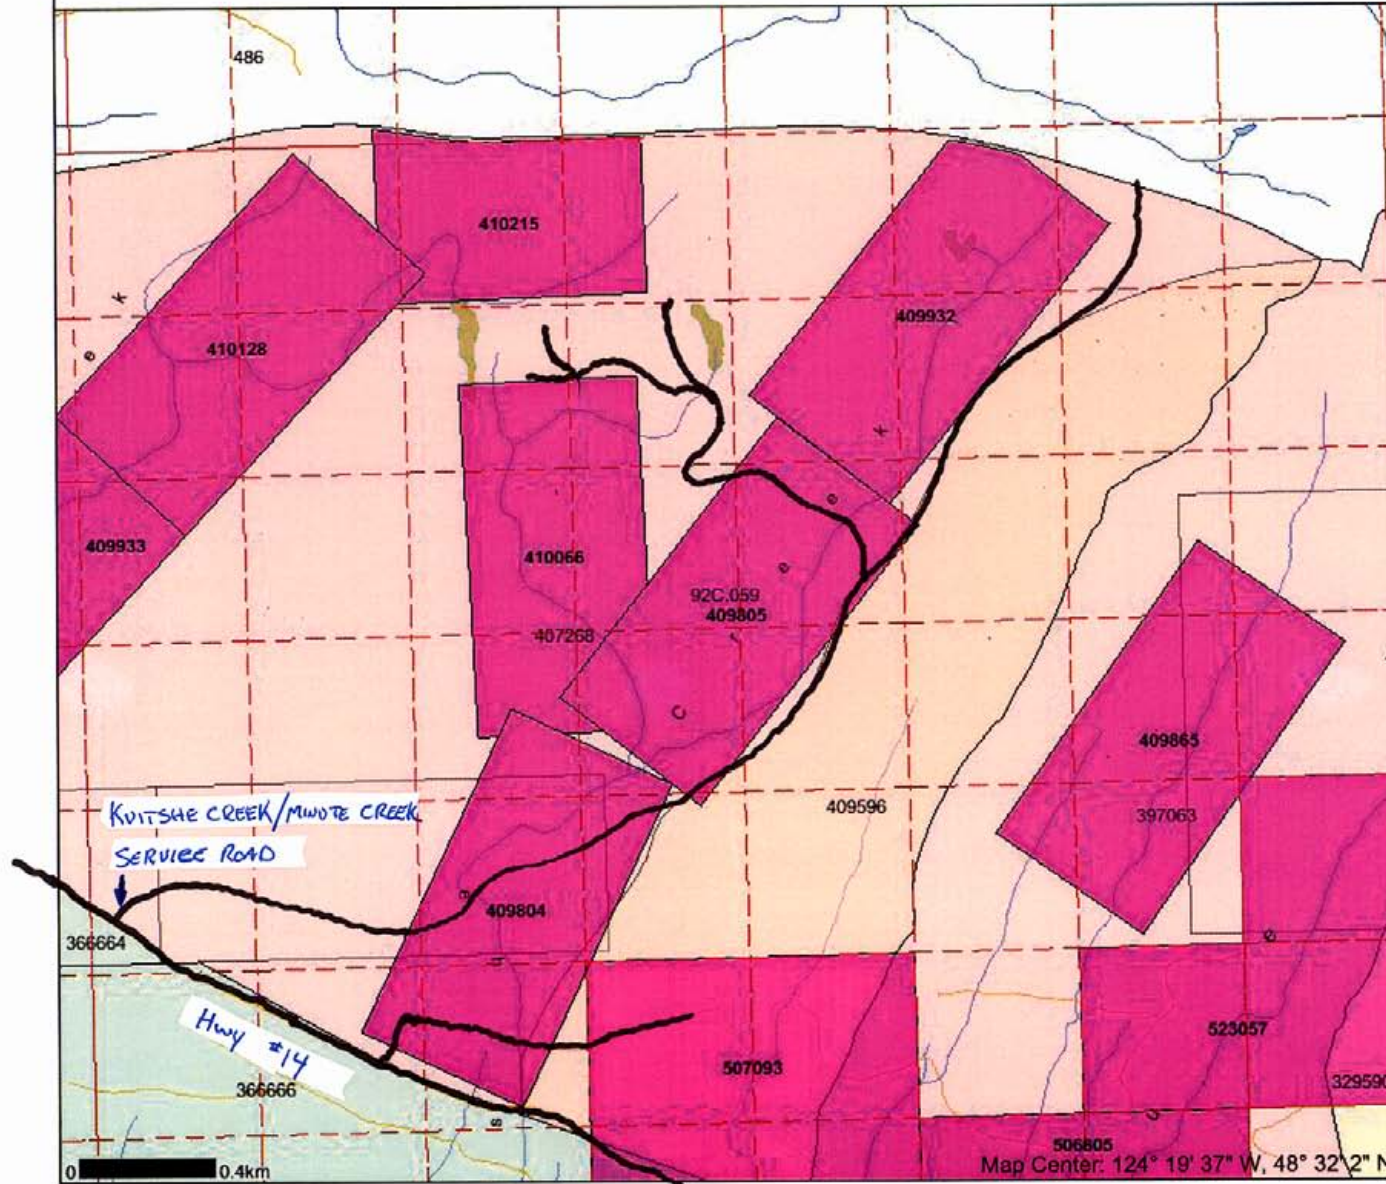 486
410215
k
409932
e
410128
k
e
409933
410066
e
92C.059
409805
407268
r
C
409865
409596
397063
KUITSHE CREEK/MINUTE CREEK
SERVICE ROAD
a
409804
366664
e
q
Hwy #14
523057
507093
366666
329590
s
u
506805
0
0.4km
Map Center: 124° 19' 37" W, 48° 32' 2" N